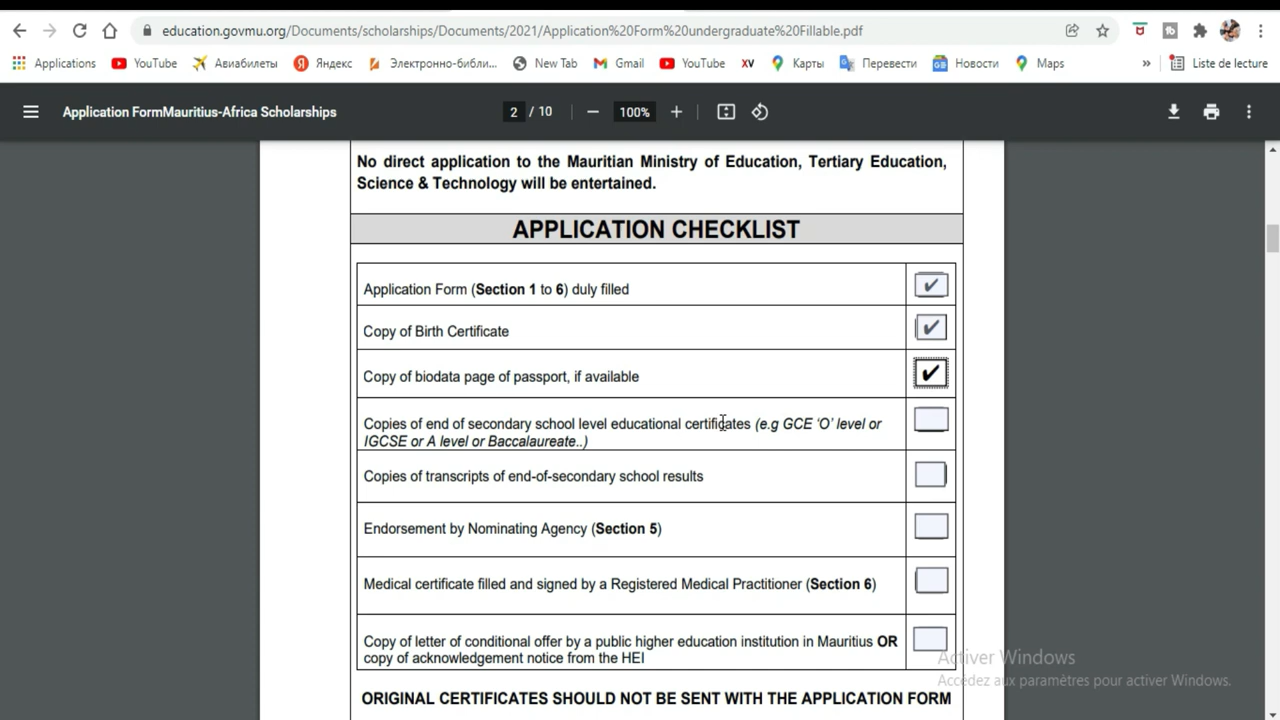 education.govmu.org/Documents/scholarships/Documents/2021/Application%20Form%20undergraduate%20Fillable.pdf
Applications YouTube Авиабилеты Яндекс Электронно-библи... New Tab Gmail YouTube XV Карты Перевести Новости Maps » Liste de lecture
Application FormMauritius-Africa Scholarships 2 / 10 100%
No direct application to the Mauritian Ministry of Education, Tertiary Education,
Science & Technology will be entertained.
APPLICATION CHECKLIST
Application Form (Section 1 to 6) duly filled
Copy of Birth Certificate
Copy of biodata page of passport, if available
Copies of end of secondary school level educational certificates (e.g GCE ‘O’ level or
IGCSE or A level or Baccalaureate..)
Copies of transcripts of end-of-secondary school results
Endorsement by Nominating Agency (Section 5)
Medical certificate filled and signed by a Registered Medical Practitioner (Section 6)
Copy of letter of conditional offer by a public higher education institution in Mauritius OR
copy of acknowledgement notice from the HEI
Activer Windows
Accédez aux paramètres pour activer Windows.
ORIGINAL CERTIFICATES SHOULD NOT BE SENT WITH THE APPLICATION FORM